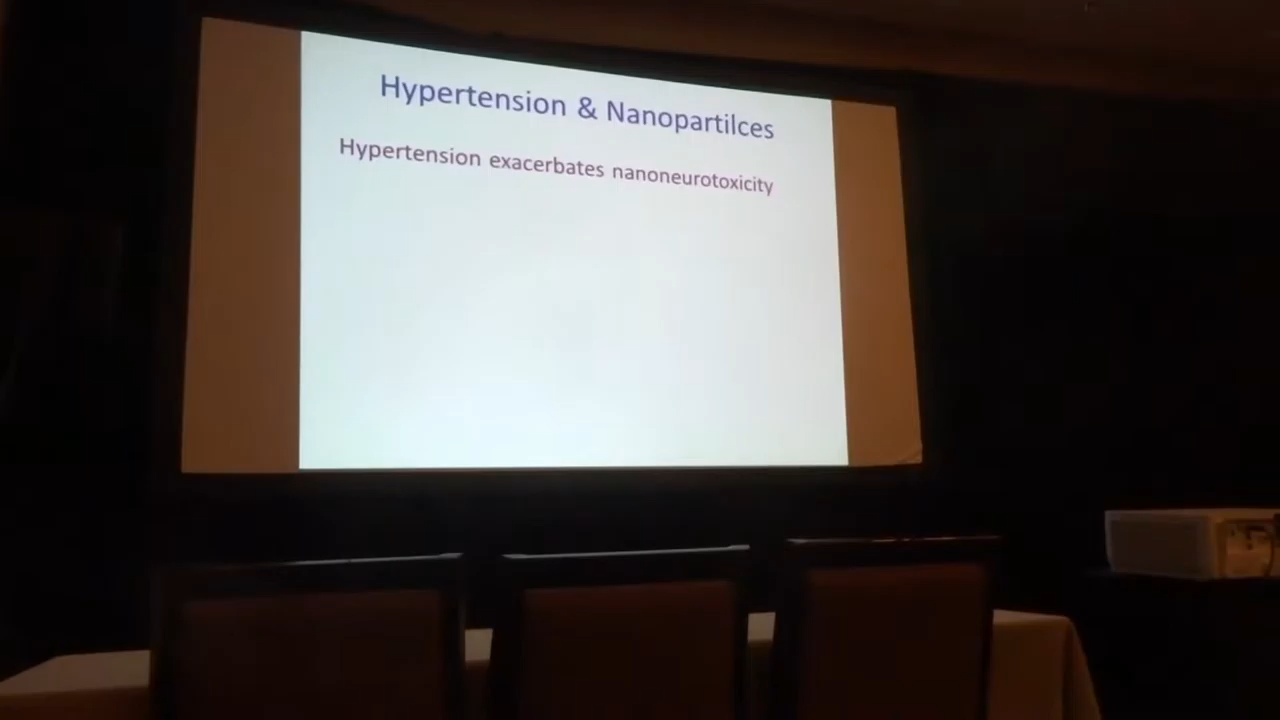 Hypertension & Nanopartilces
Hypertension exacerbates nanoneurotoxicity